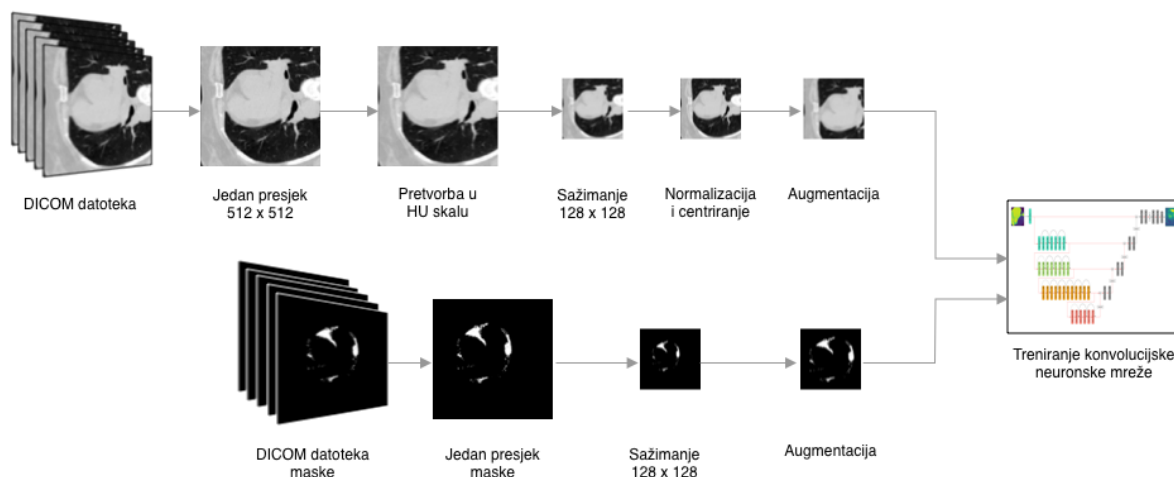 DICOM datoteka
Jedan presjek
512 x 512
Pretvorba u
HU skalu
Sažimanje
128 x 128
Normalizacija
i centriranje
Augmentacija
DICOM datoteka
maske
Jedan presjek
maske
Sažimanje
128 x 128
Augmentacija
Treniranje konvolucijske
neuronske mreže